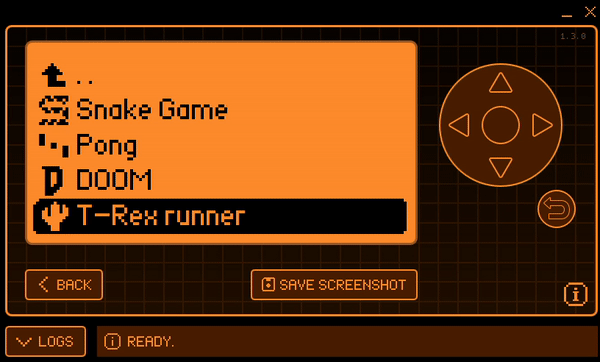 1.3.0
..
Snake Game
Pong
DOOM
T-Rex runner
BACK
SAVE SCREENSHOT
LOGS
READY.